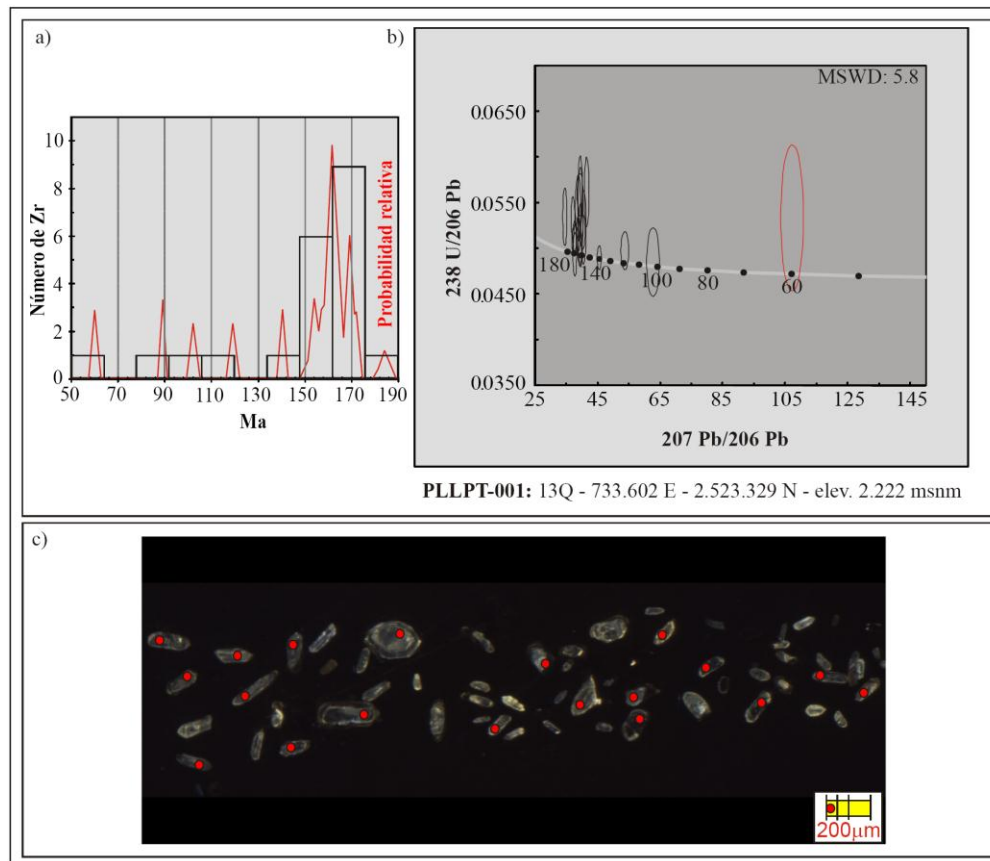 a)
10
8
6
4
2
0
Número de Zr
Probabilidad relativa
50 70 90 110 130 150 170 190
Ma
b)
MSWD: 5.8
0.0650
0.0550
0.0450
0.0350
238 U/206 Pb
180 140 100 80 60
25 45 65 85 105 125 145
207 Pb/206 Pb
PLLPT-001: 13Q - 733.602 E - 2.523.329 N - elev. 2.222 msnm
c)
200µm